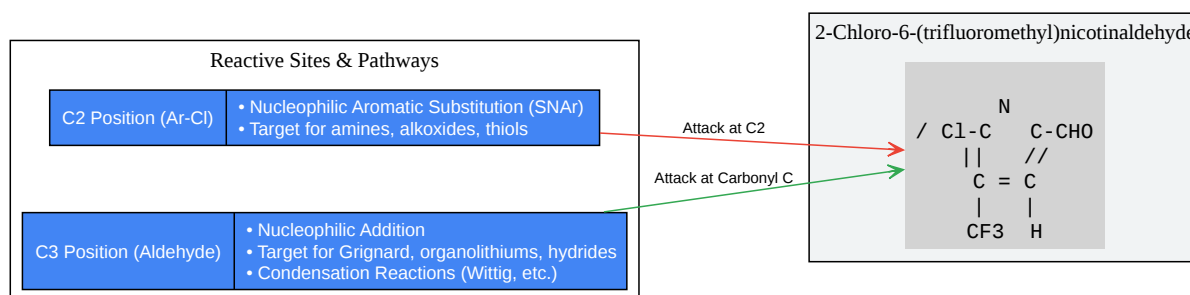 2-Chloro-6-(trifluoromethyl)nicotinaldehyde
Reactive Sites & Pathways
C2 Position (Ar-Cl)
• Nucleophilic Aromatic Substitution (SNAr)
• Target for amines, alkoxides, thiols
Attack at C2
Attack at Carbonyl C
C3 Position (Aldehyde)
• Nucleophilic Addition
• Target for Grignard, organolithiums, hydrides
• Condensation Reactions (Wittig, etc.)
N
/ Cl-C C-CHO
|| //
C = C
| |
CF3 H